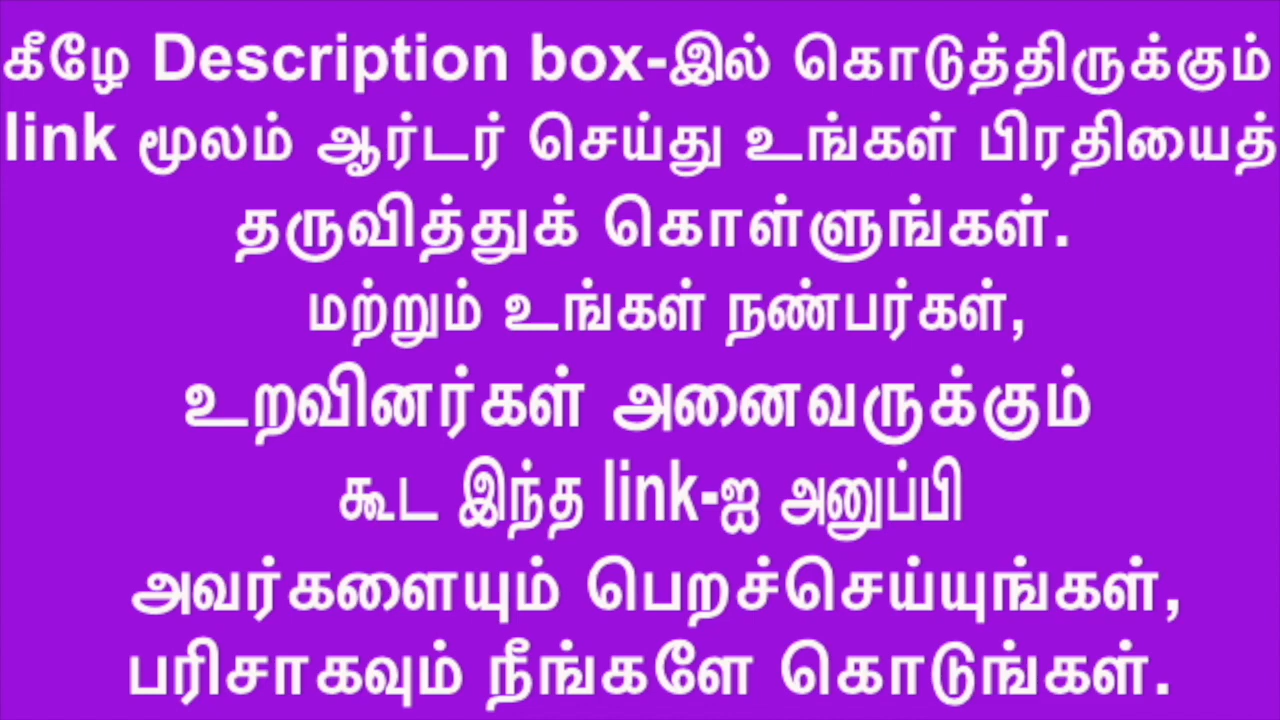 கீழே Description box-இல் கொடுத்திருக்கும்
link மூலம் ஆர்டர் செய்து உங்கள் பிரதியைத்
தருவித்துக் கொள்ளுங்கள்.
மற்றும் உங்கள் நண்பர்கள்,
உறவினர்கள் அனைவருக்கும்
கூட இந்த link-ஐ அனுப்பி
அவர்களையும் பெறச்செய்யுங்கள்,
பரிசாகவும் நீங்களே கொடுங்கள்.